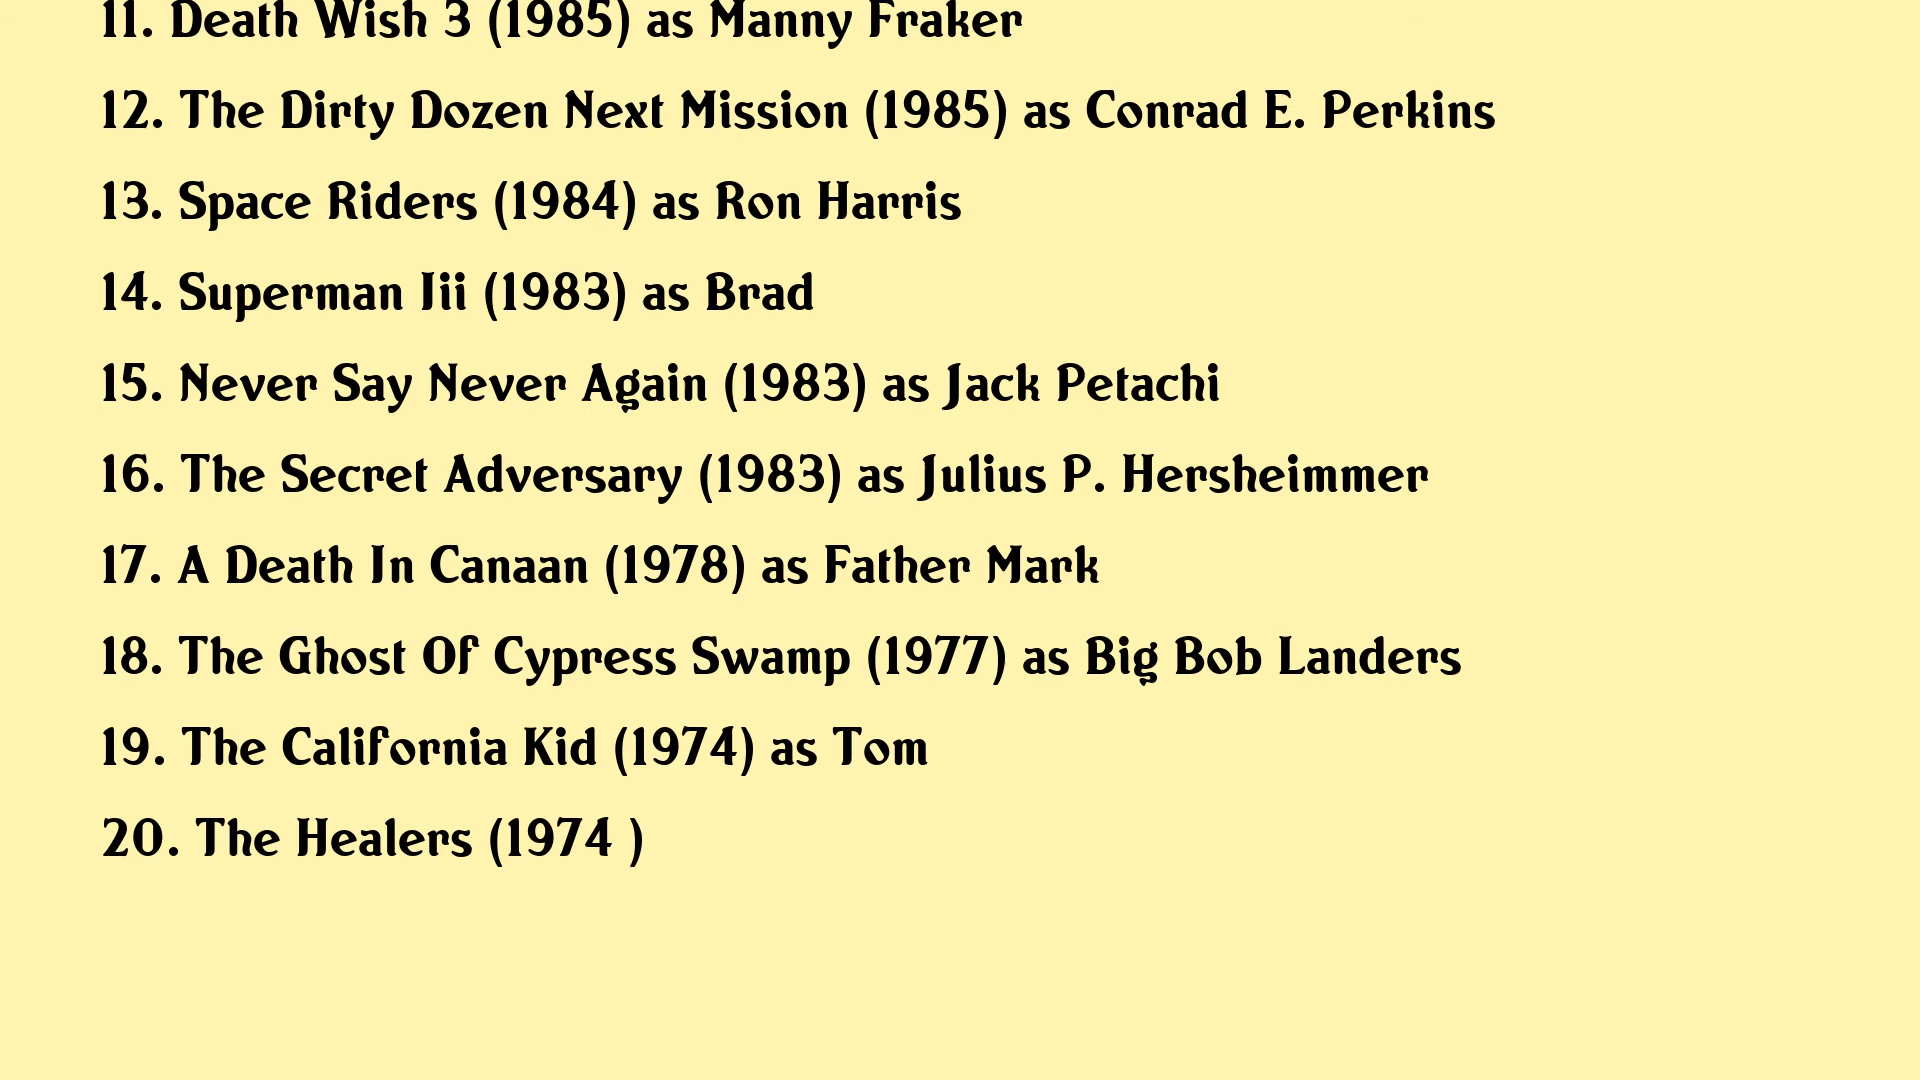 11. Death Wish 3 (1985) as Manny Fraker
12. The Dirty Dozen Next Mission (1985) as Conrad E. Perkins
13. Space Riders (1984) as Ron Harris
14. Superman Iii (1983) as Brad
15. Never Say Never Again (1983) as Jack Petachi
16. The Secret Adversary (1983) as Julius P. Hersheimmer
17. A Death In Canaan (1978) as Father Mark
18. The Ghost Of Cypress Swamp (1977) as Big Bob Landers
19. The California Kid (1974) as Tom
20. The Healers (1974 )